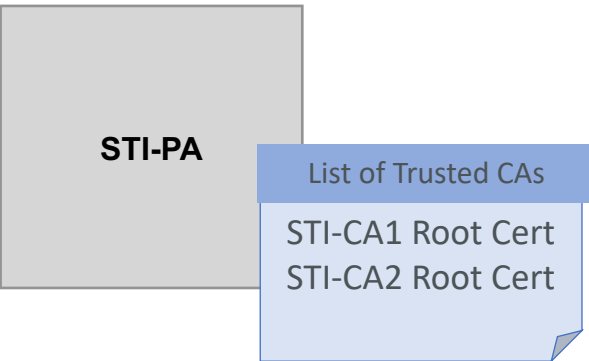 STI-PA
List of Trusted CAs
STI-CA1 Root Cert
STI-CA2 Root Cert